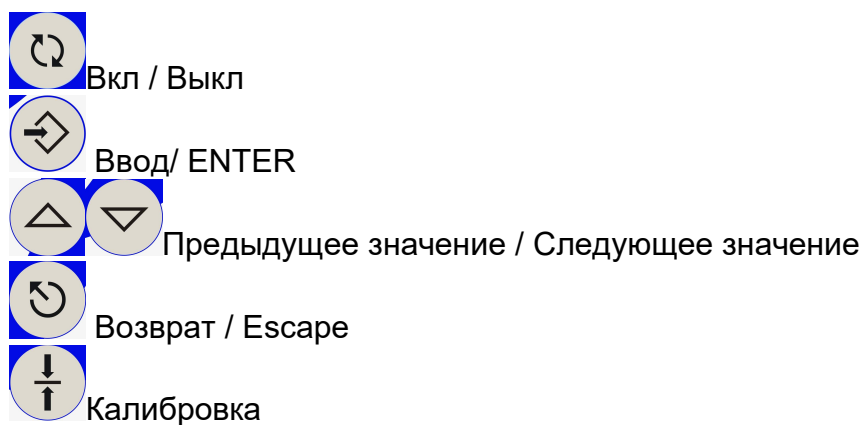 Вкл / Выкл
Ввод/ ENTER
Предыдущее значение / Следующее значение
Возврат / Escape
Калибровка